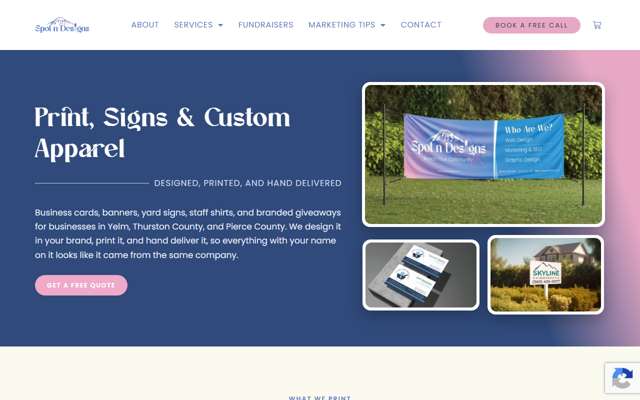 Spot n Designs
ABOUT
SERVICES
FUNDRAISERS
MARKETING TIPS
CONTACT
BOOK A FREE CALL
Print, Signs & Custom
Apparel
DESIGNED, PRINTED, AND HAND DELIVERED
Business cards, banners, yard signs, staff shirts, and branded giveaways
for businesses in Yelm, Thurston County, and Pierce County. We design it
in your brand, print it, and hand deliver it, so everything with your name
on it looks like it came from the same company.
GET A FREE QUOTE
Spot n Designs
Who Are We?
Web Design
Marketing & SEO
Graphic Design
SKYLINE
WHAT WE PRINT